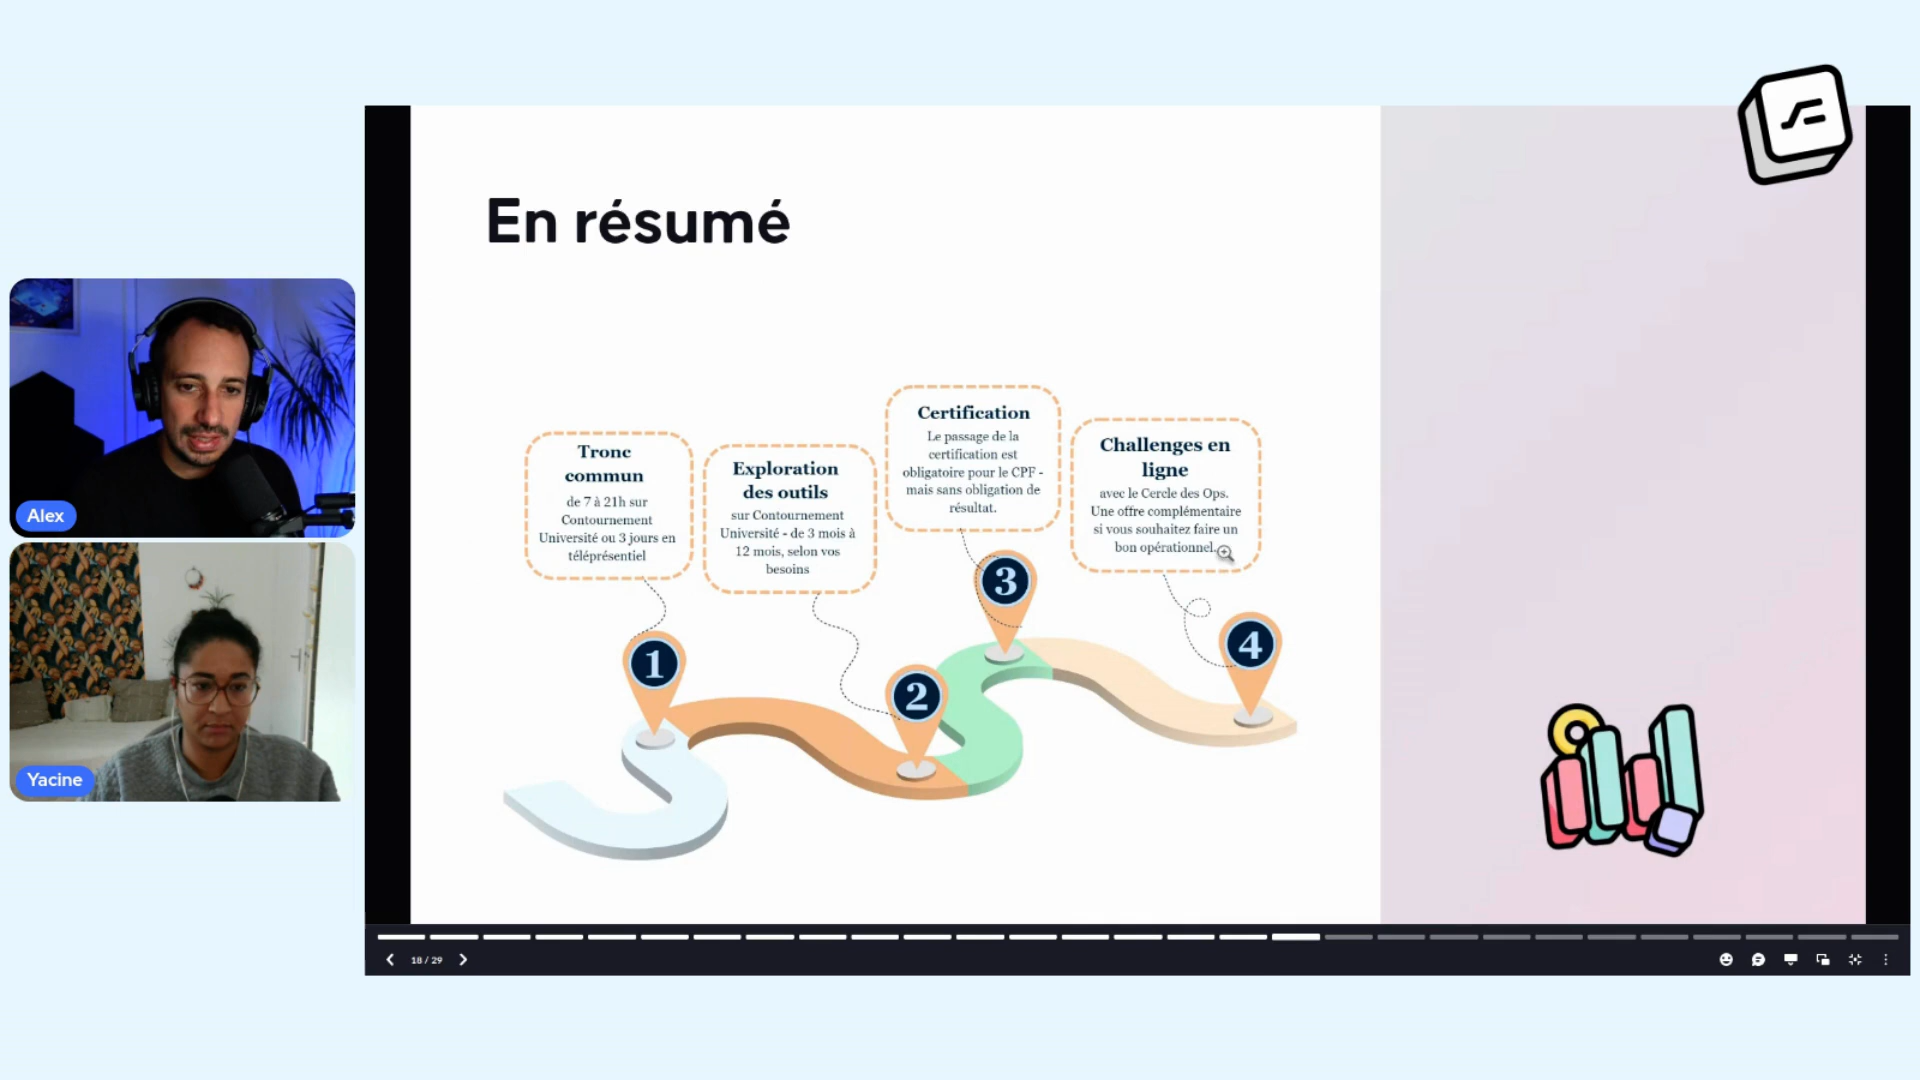 En résumé
Tronc
commun
de 7 à 21h sur
Contournement
Université ou 3 jours en
téléprésentiel
Exploration
des outils
sur Contournement
Université - de 3 mois à
12 mois, selon vos
besoins
Certification
Le passage de la
certification est
obligatoire pour le CPF -
mais sans obligation de
résultat.
Challenges en
ligne
avec le Cercle des Ops.
Une offre complémentaire
si vous souhaitez faire un
bon opérationnel.
1
2
3
4
Alex
Yacine
18 / 29